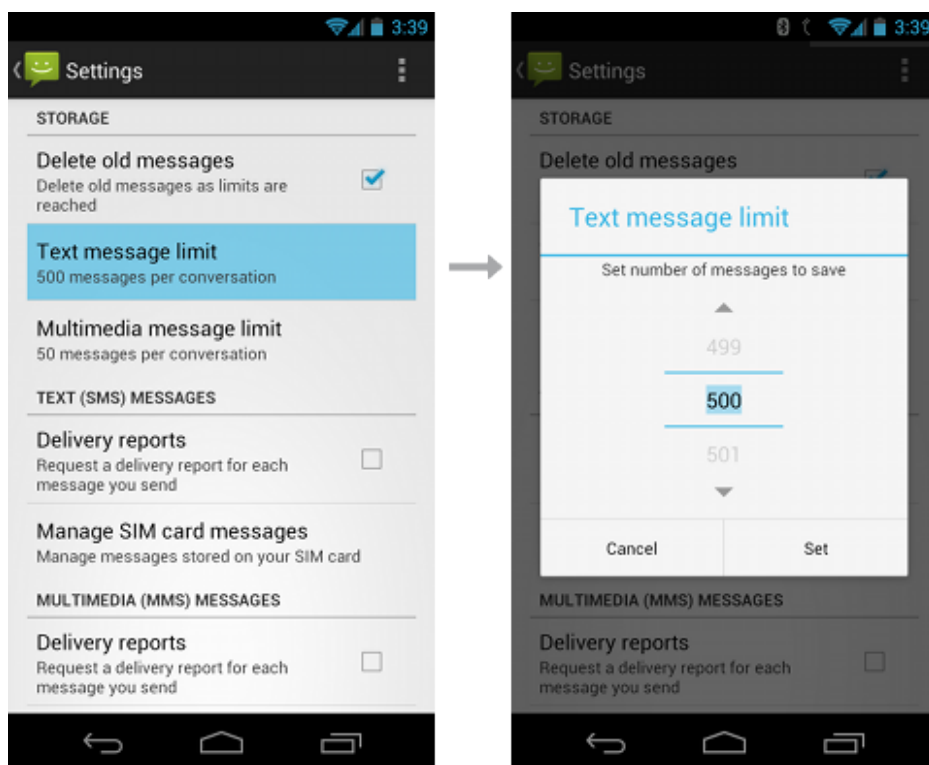 3:39
Settings
STORAGE
Delete old messages
Delete old messages as limits are
reached
Text message limit
500 messages per conversation
Multimedia message limit
50 messages per conversation
TEXT (SMS) MESSAGES
Delivery reports
Request a delivery report for each
message you send
Manage SIM card messages
Manage messages stored on your SIM card
MULTIMEDIA (MMS) MESSAGES
Delivery reports
Request a delivery report for each
message you send
3:39
Settings
STORAGE
Delete old messages
Text message limit
Set number of messages to save
499
500
501
Cancel
Set
MULTIMEDIA (MMS) MESSAGES
Delivery reports
Request a delivery report for each
message you send